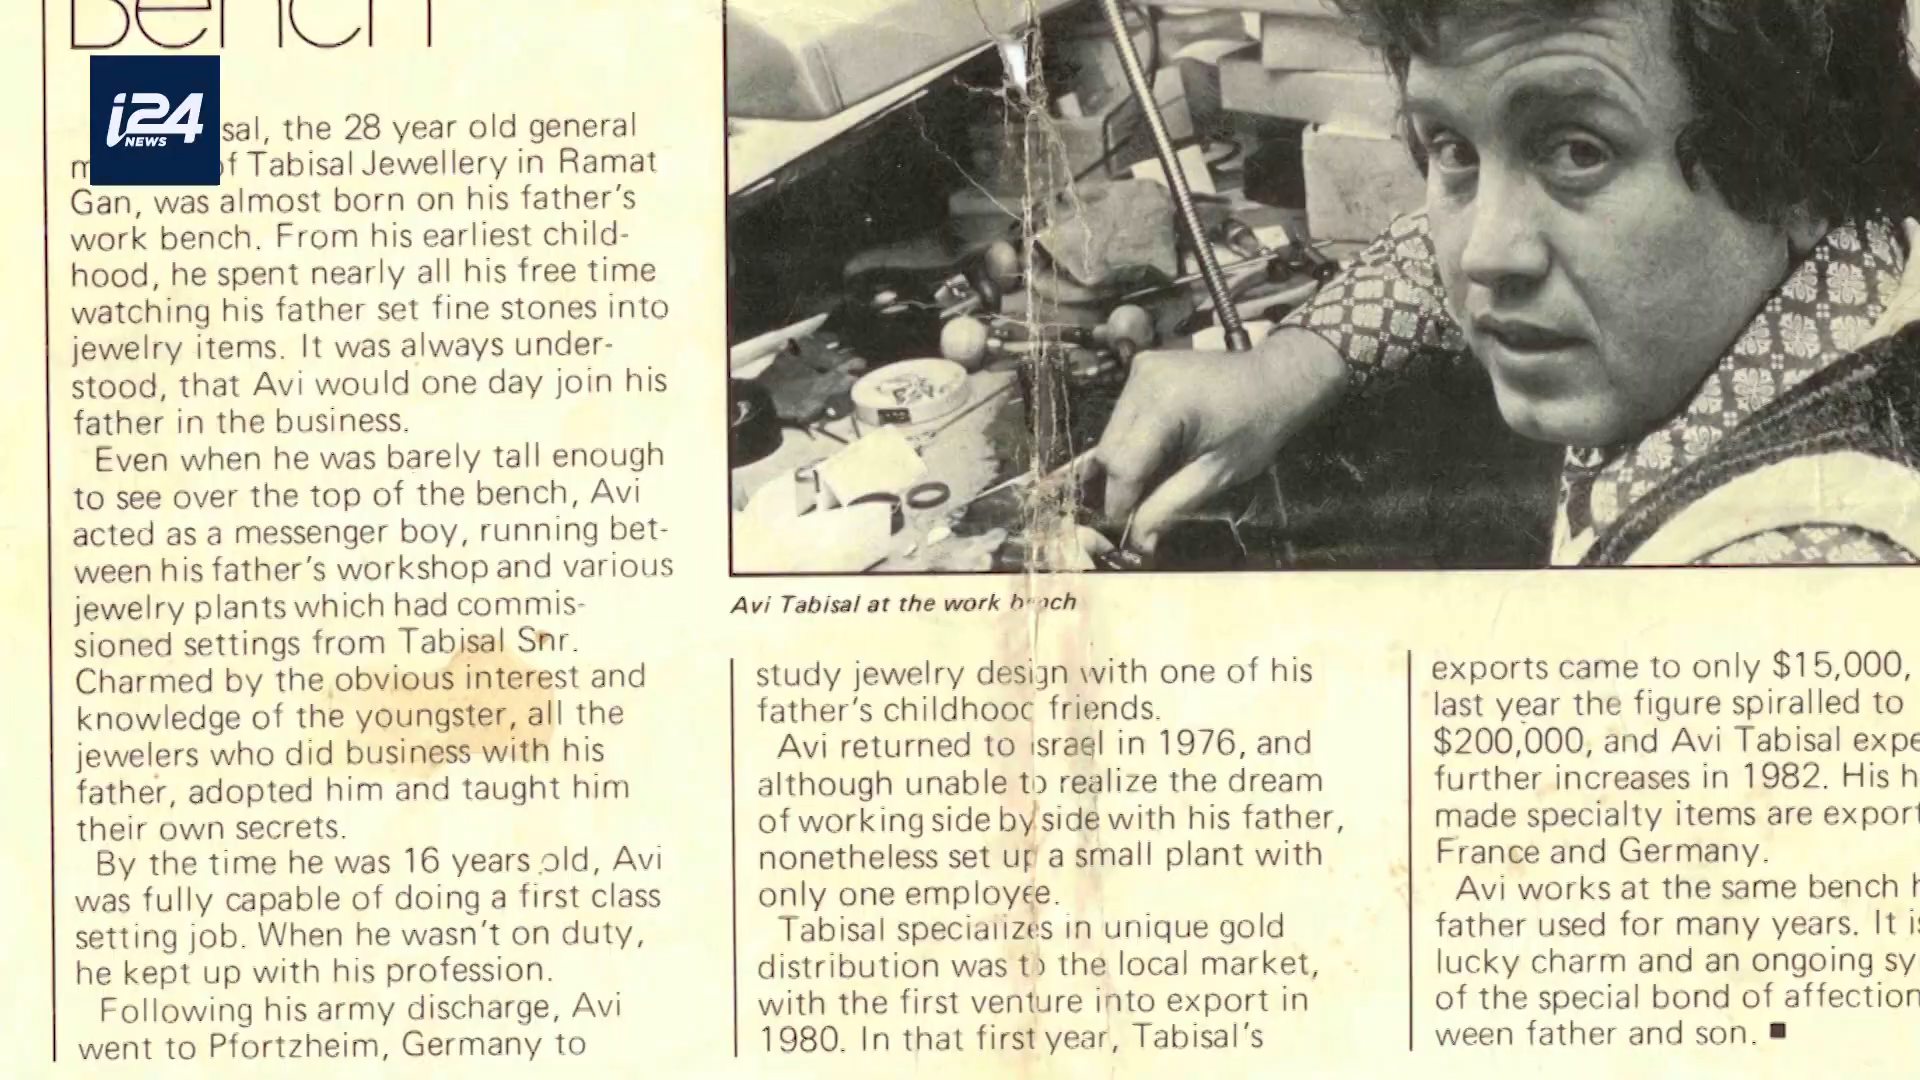 Bench
i24
NEWS
sal, the 28 year old general
m f Tabisal Jewellery in Ramat
Gan, was almost born on his father's
work bench. From his earliest child-
hood, he spent nearly all his free time
watching his father set fine stones into
jewelry items. It was always under-
stood, that Avi would one day join his
father in the business.
Even when he was barely tall enough
to see over the top of the bench, Avi
acted as a messenger boy, running bet-
ween his father's workshop and various
jewelry plants which had commis-
sioned settings from Tabisal Snr.
Charmed by the obvious interest and
knowledge of the youngster, all the
jewelers who did business with his
father, adopted him and taught him
their own secrets.
By the time he was 16 years old, Avi
was fully capable of doing a first class
setting job. When he wasn't on duty,
he kept up with his profession.
Following his army discharge, Avi
went to Pfortzheim, Germany to
Avi Tabisal at the work bench
study jewelry design with one of his
father's childhood friends.
Avi returned to Israel in 1976, and
although unable to realize the dream
of working side by side with his father,
nonetheless set up a small plant with
only one employee.
Tabisal specializes in unique gold
distribution was to the local market,
with the first venture into export in
1980. In that first year, Tabisal's
exports came to only $15,000,
last year the figure spiralled to
$200,000, and Avi Tabisal expe
further increases in 1982. His h
made specialty items are export
France and Germany.
Avi works at the same bench h
father used for many years. It is
lucky charm and an ongoing sy
of the special bond of affection
ween father and son. ■